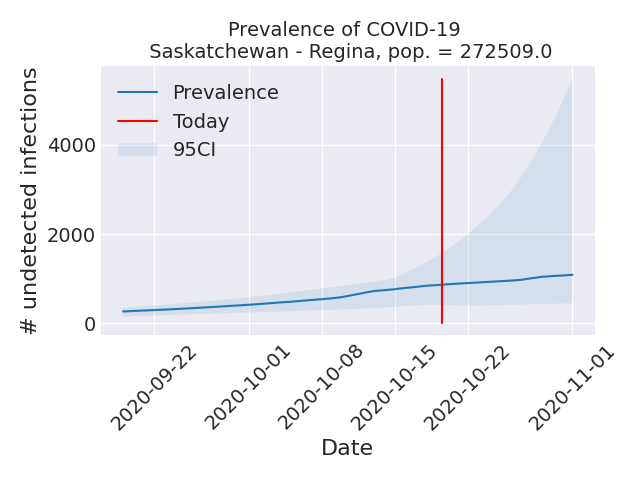 Prevalence of COVID-19
Saskatchewan - Regina, pop. = 272509.0
# undetected infections
4000
2000
0
Prevalence
Today
95CI
2020-09-22
2020-10-01
2020-10-08
2020-10-15
2020-10-22
2020-11-01
Date